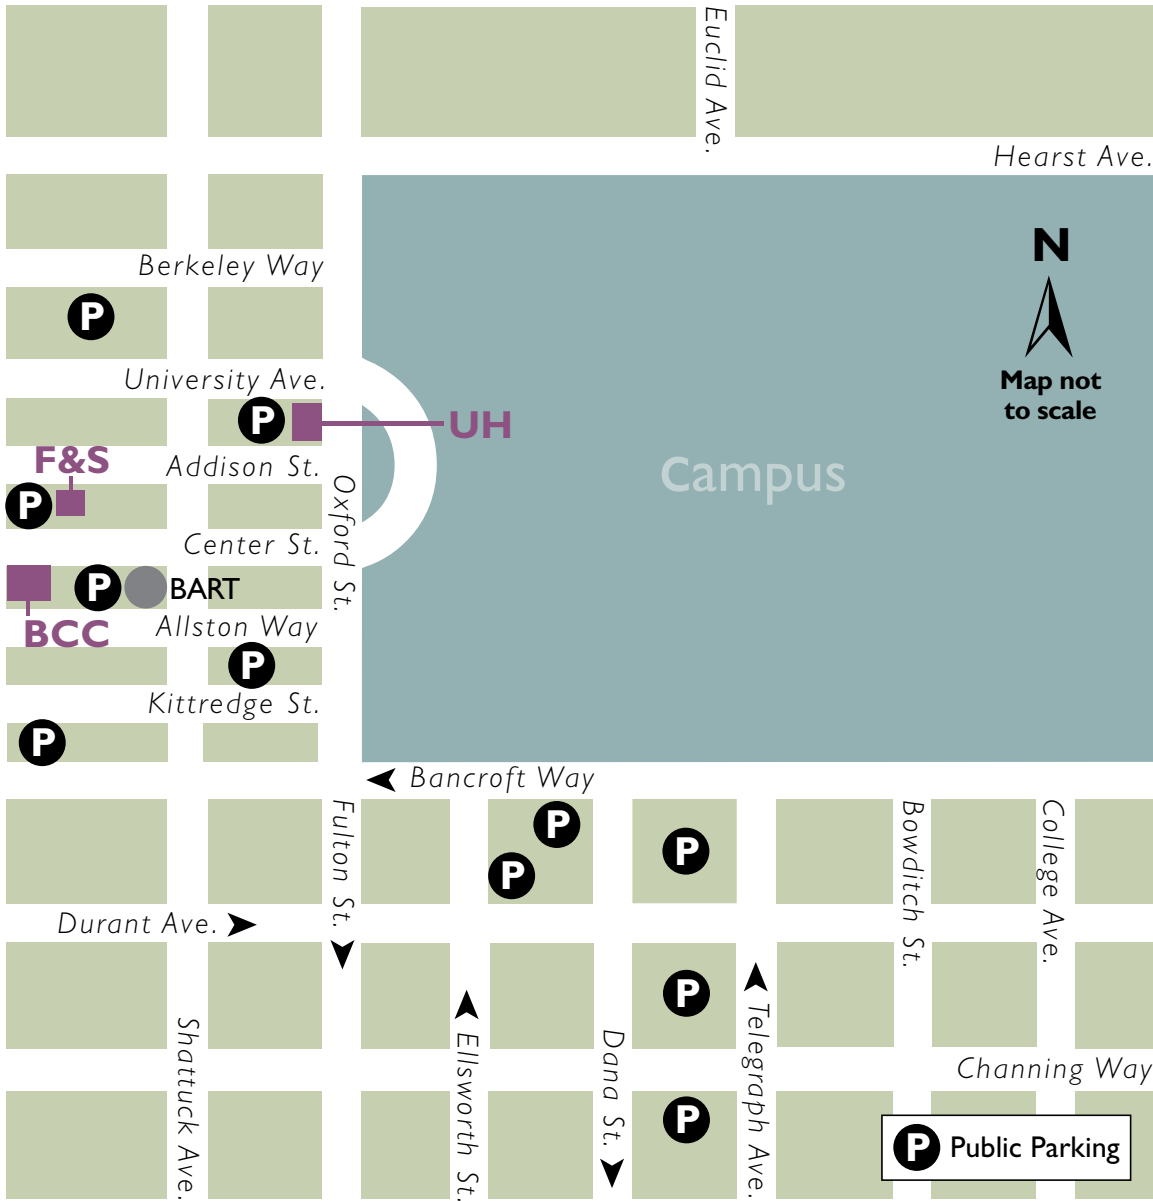 Euclid Ave.
Hearst Ave.
N
Map not
to scale
Berkeley Way
P
University Ave.
P
UH
F&S
Addison St.
Campus
P
Oxford St.
Center St.
P
BART
BCC
Allston Way
P
Kittredge St.
P
Bancroft Way
Fulton St.
P
P
P
Bowditch St.
College Ave.
Durant Ave.
P
Shattuck Ave.
Ellsworth St.
Dana St.
Telegraph Ave.
Channing Way
P
P Public Parking